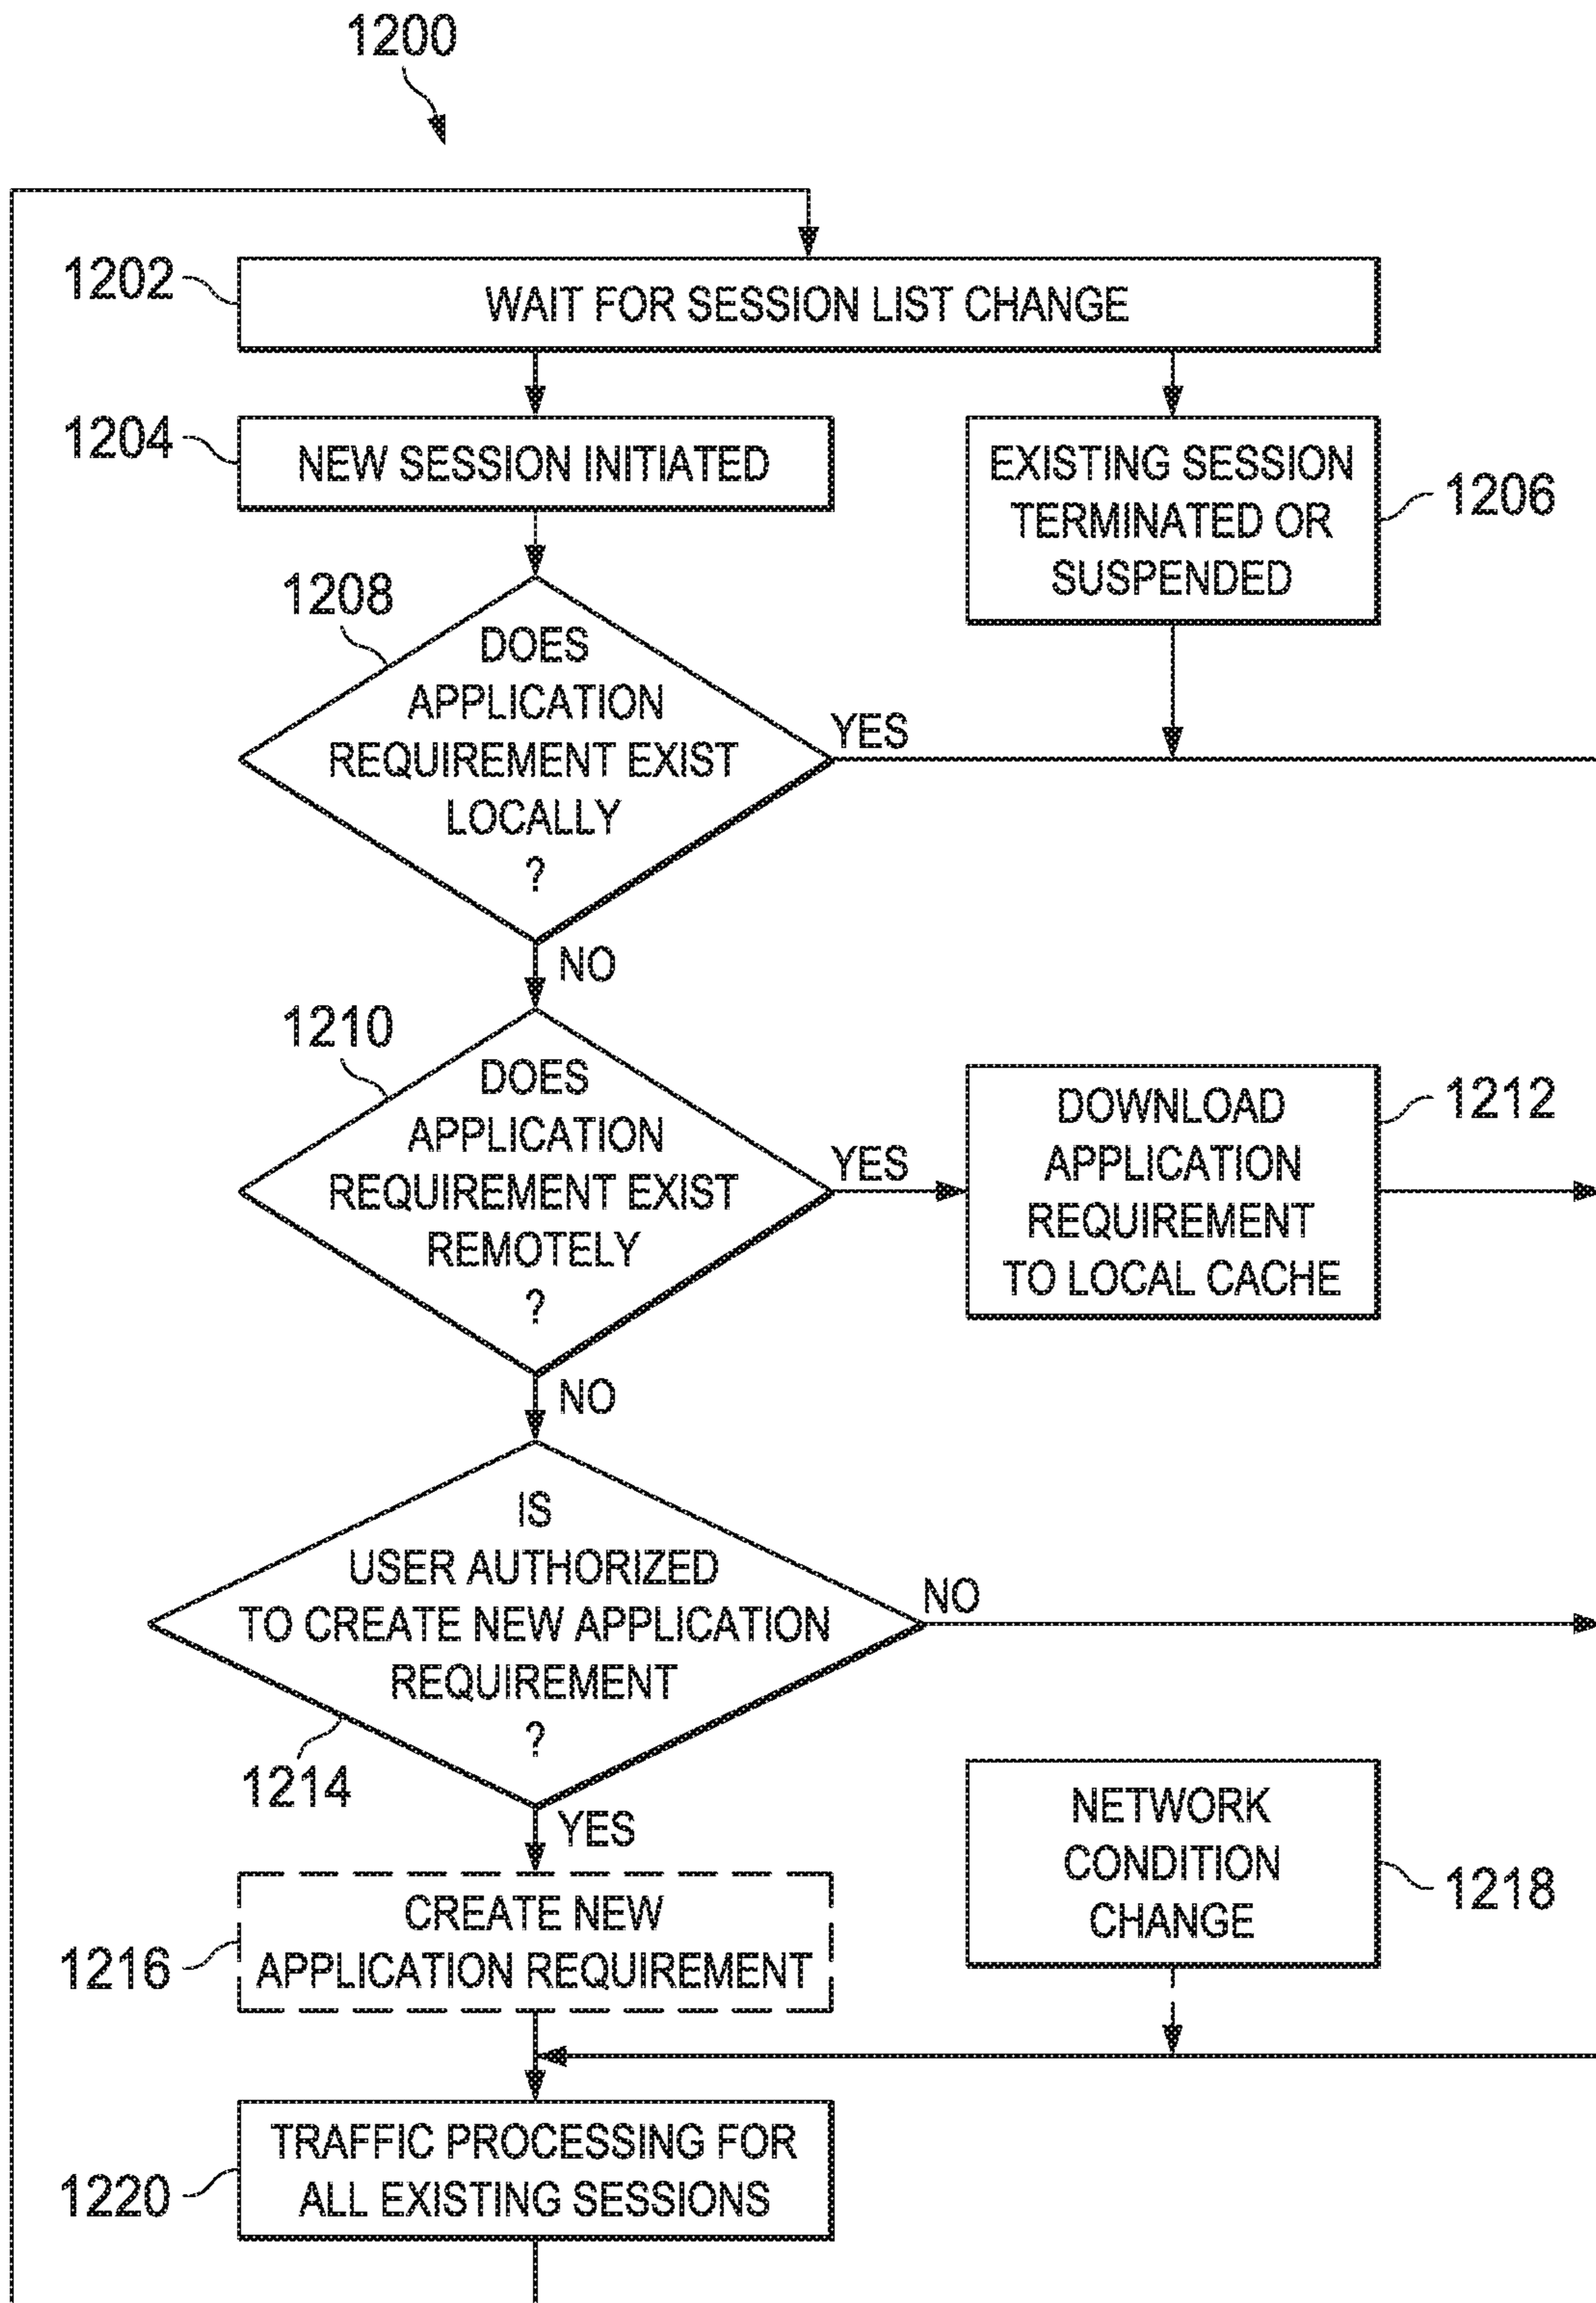 1200
1202
WAIT FOR SESSION LIST CHANGE
1204
NEW SESSION INITIATED
EXISTING SESSION
TERMINATED OR
SUSPENDED
1206
1208
DOES
APPLICATION
REQUIREMENT EXIST
LOCALLY
?
YES
NO
1210
DOES
APPLICATION
REQUIREMENT EXIST
REMOTELY
?
YES
DOWNLOAD
APPLICATION
REQUIREMENT
TO LOCAL CACHE
1212
NO
IS
USER AUTHORIZED
TO CREATE NEW APPLICATION
REQUIREMENT
?
NO
1214
YES
NETWORK
CONDITION
CHANGE
1218
CREATE NEW
APPLICATION REQUIREMENT
1216
TRAFFIC PROCESSING FOR
ALL EXISTING SESSIONS
1220